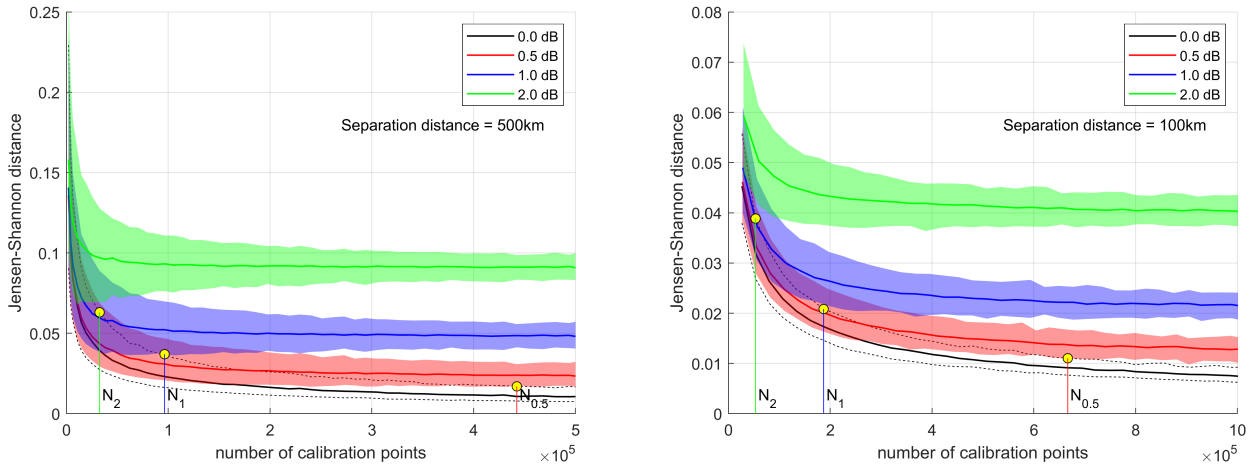 0.25
0.2
0.15
0.1
0.05
0
Jensen-Shannon distance
0.0 dB
0.5 dB
1.0 dB
2.0 dB
Separation distance = 500km
N2
N1
N0.5
0 1 2 3 4 5
number of calibration points
×10^5
0.08
0.07
0.06
0.05
0.04
0.03
0.02
0.01
0
Jensen-Shannon distance
0.0 dB
0.5 dB
1.0 dB
2.0 dB
Separation distance = 100km
N2
N1
N0.5
0 2 4 6 8 10
number of calibration points
×10^5